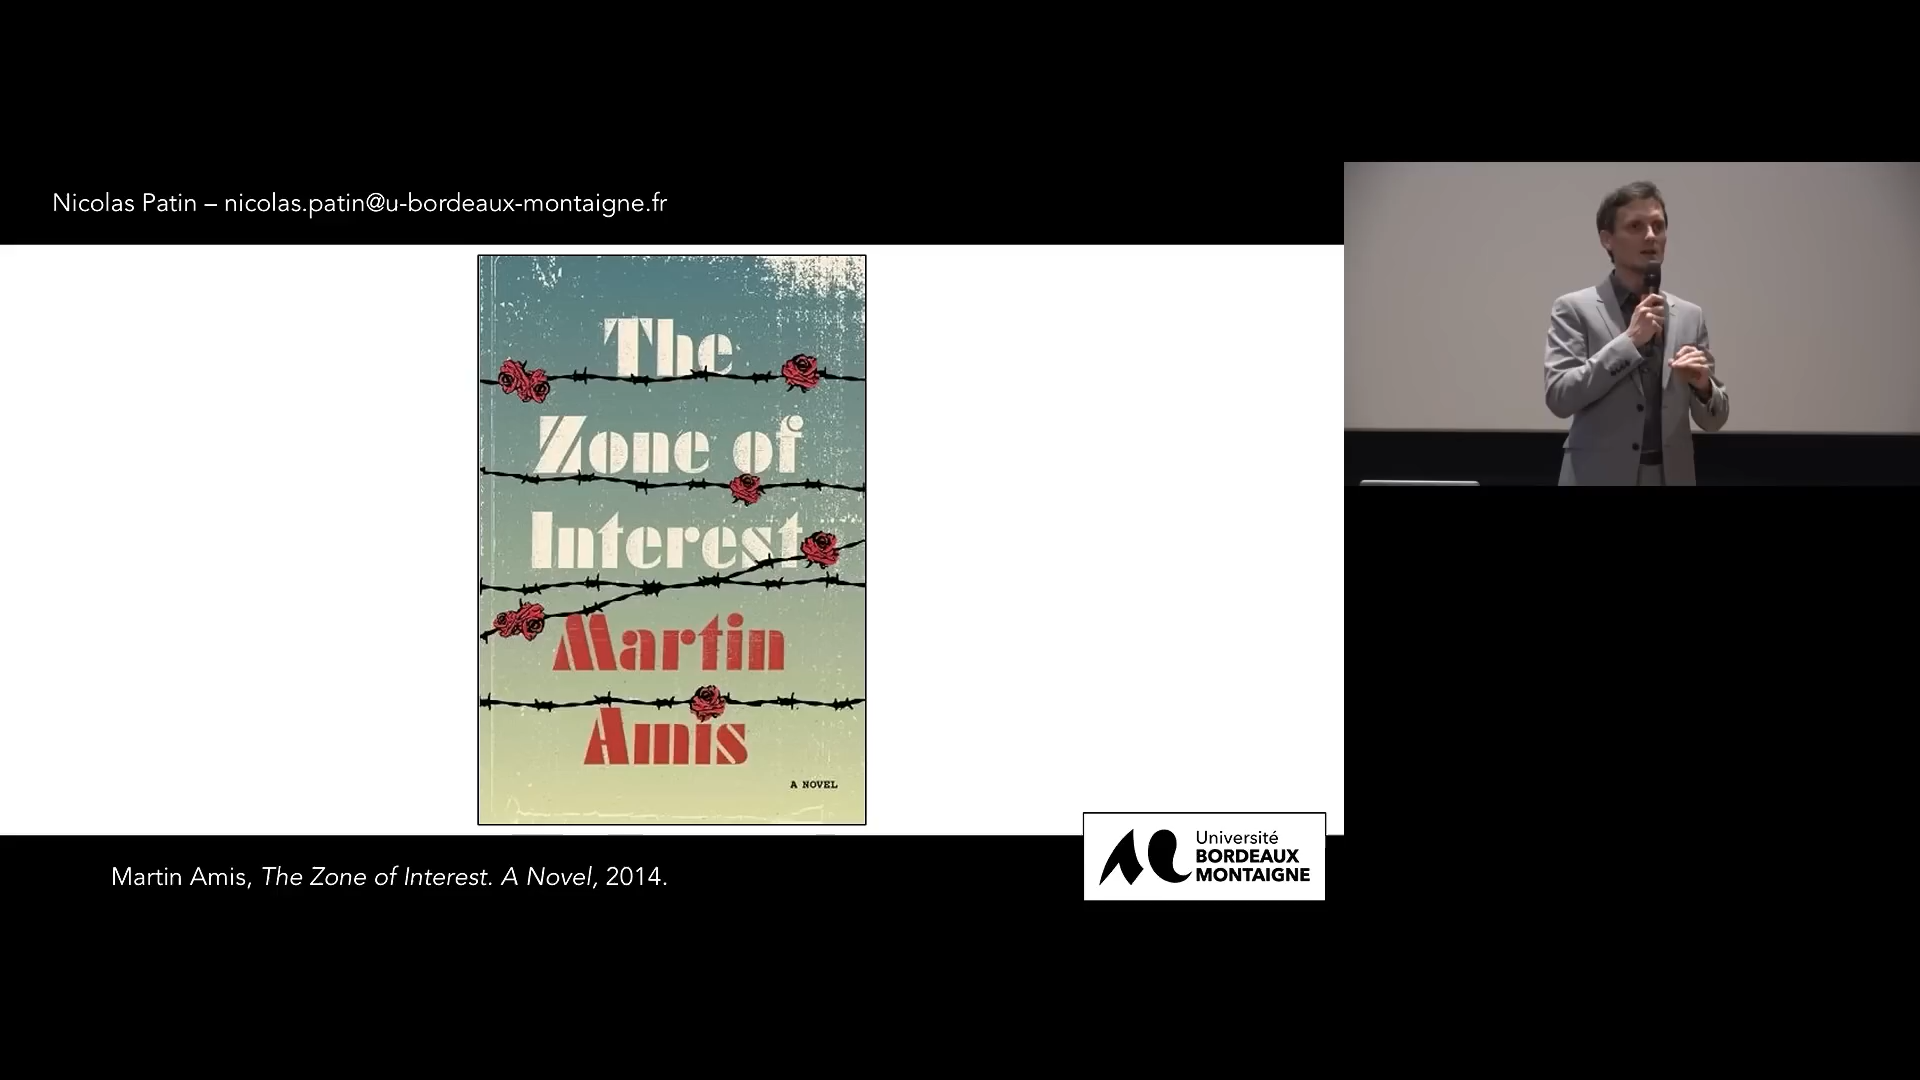 Nicolas Patin – nicolas.patin@u-bordeaux-montaigne.fr
The
Zone of
Interest
Martin
Amis
A NOVEL
Université
BORDEAUX
MONTAIGNE
Martin Amis, The Zone of Interest. A Novel, 2014.